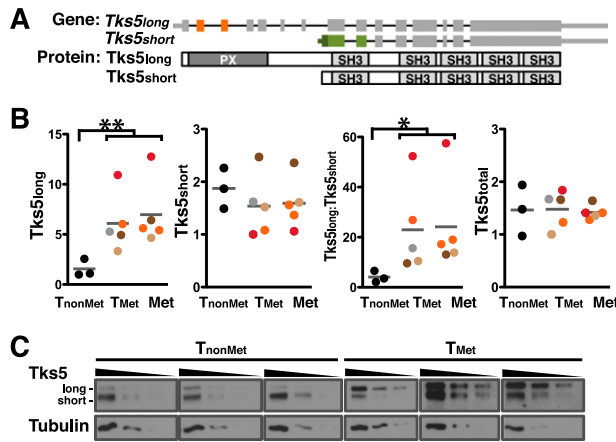 A
Gene: Tks5long
Tks5short
Protein: Tks5long PX SH3 SH3 SH3 SH3 SH3
Tks5short SH3 SH3 SH3 SH3 SH3
B
** *
15 10 5 0
Tks5long
TnonMet TMet Met
3 2 1 0
Tks5short
TnonMet TMet Met
60 40 20 0
Tks5long:Tks5short
TnonMet TMet Met
3 2 1 0
Tks5total
TnonMet TMet Met
C
TnonMet TMet
Tks5
long -
short -
Tubulin